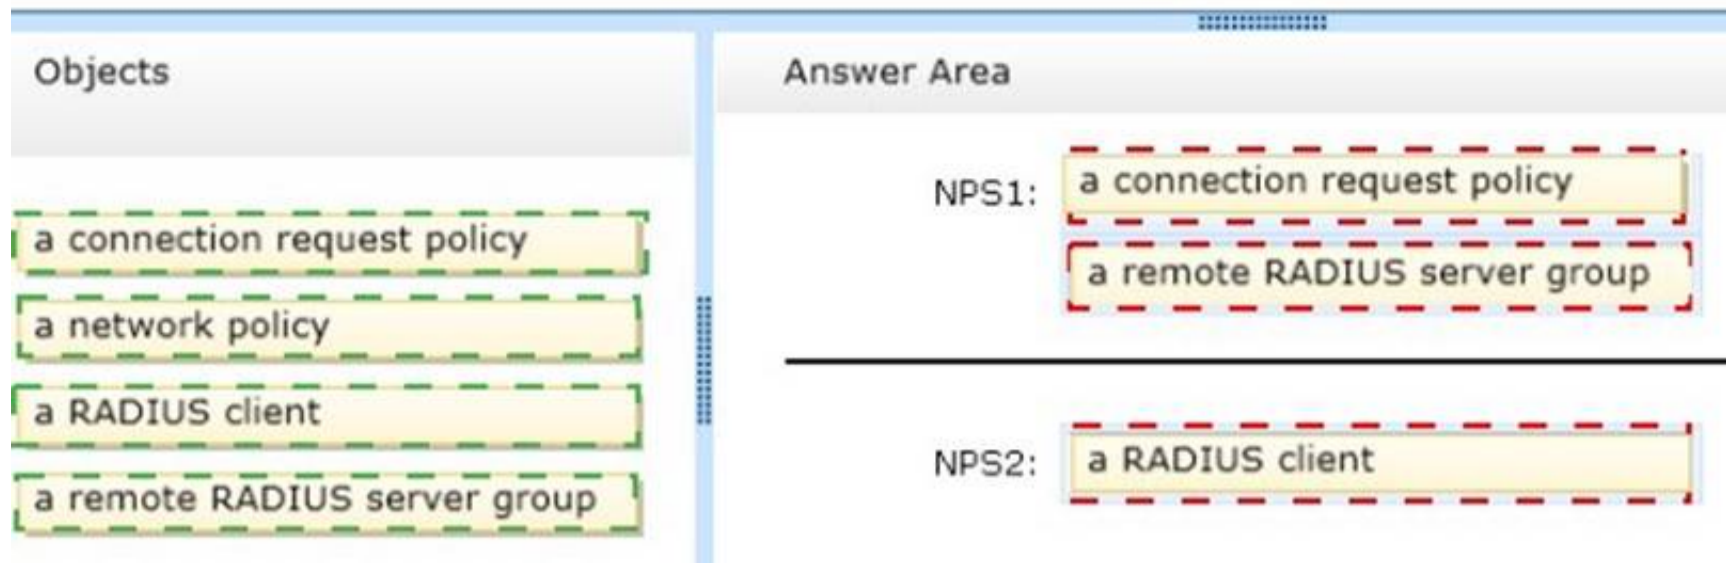 Objects
a connection request policy
a network policy
a RADIUS client
a remote RADIUS server group
Answer Area
NPS1:
a connection request policy
a remote RADIUS server group
NPS2:
a RADIUS client